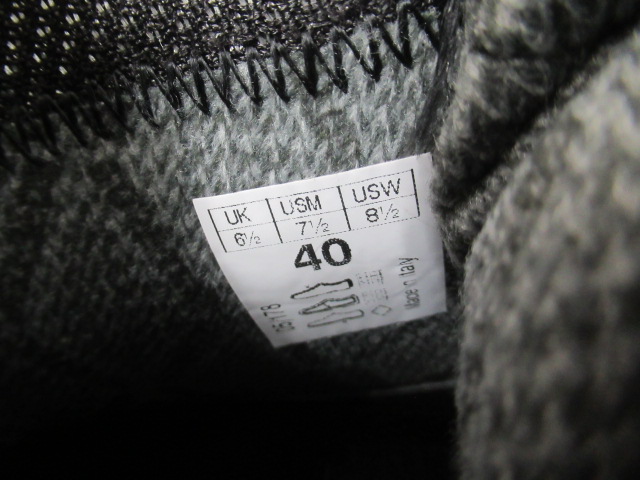 UK USM USW
6½ 7½ 8½
40
Made in Italy